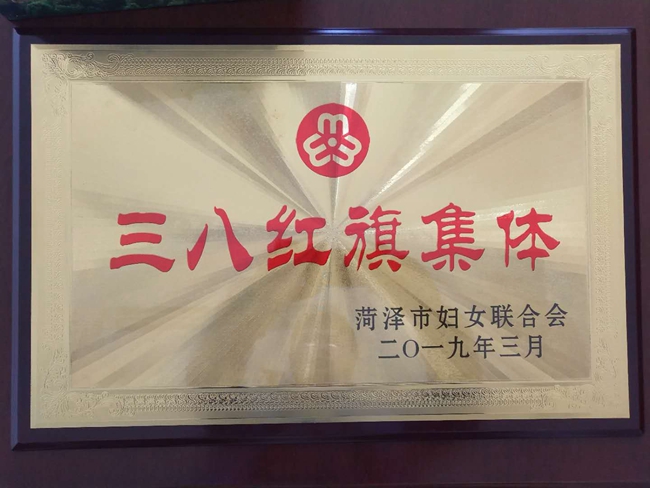 三八红旗集体
菏泽市妇女联合会
二〇一九年三月